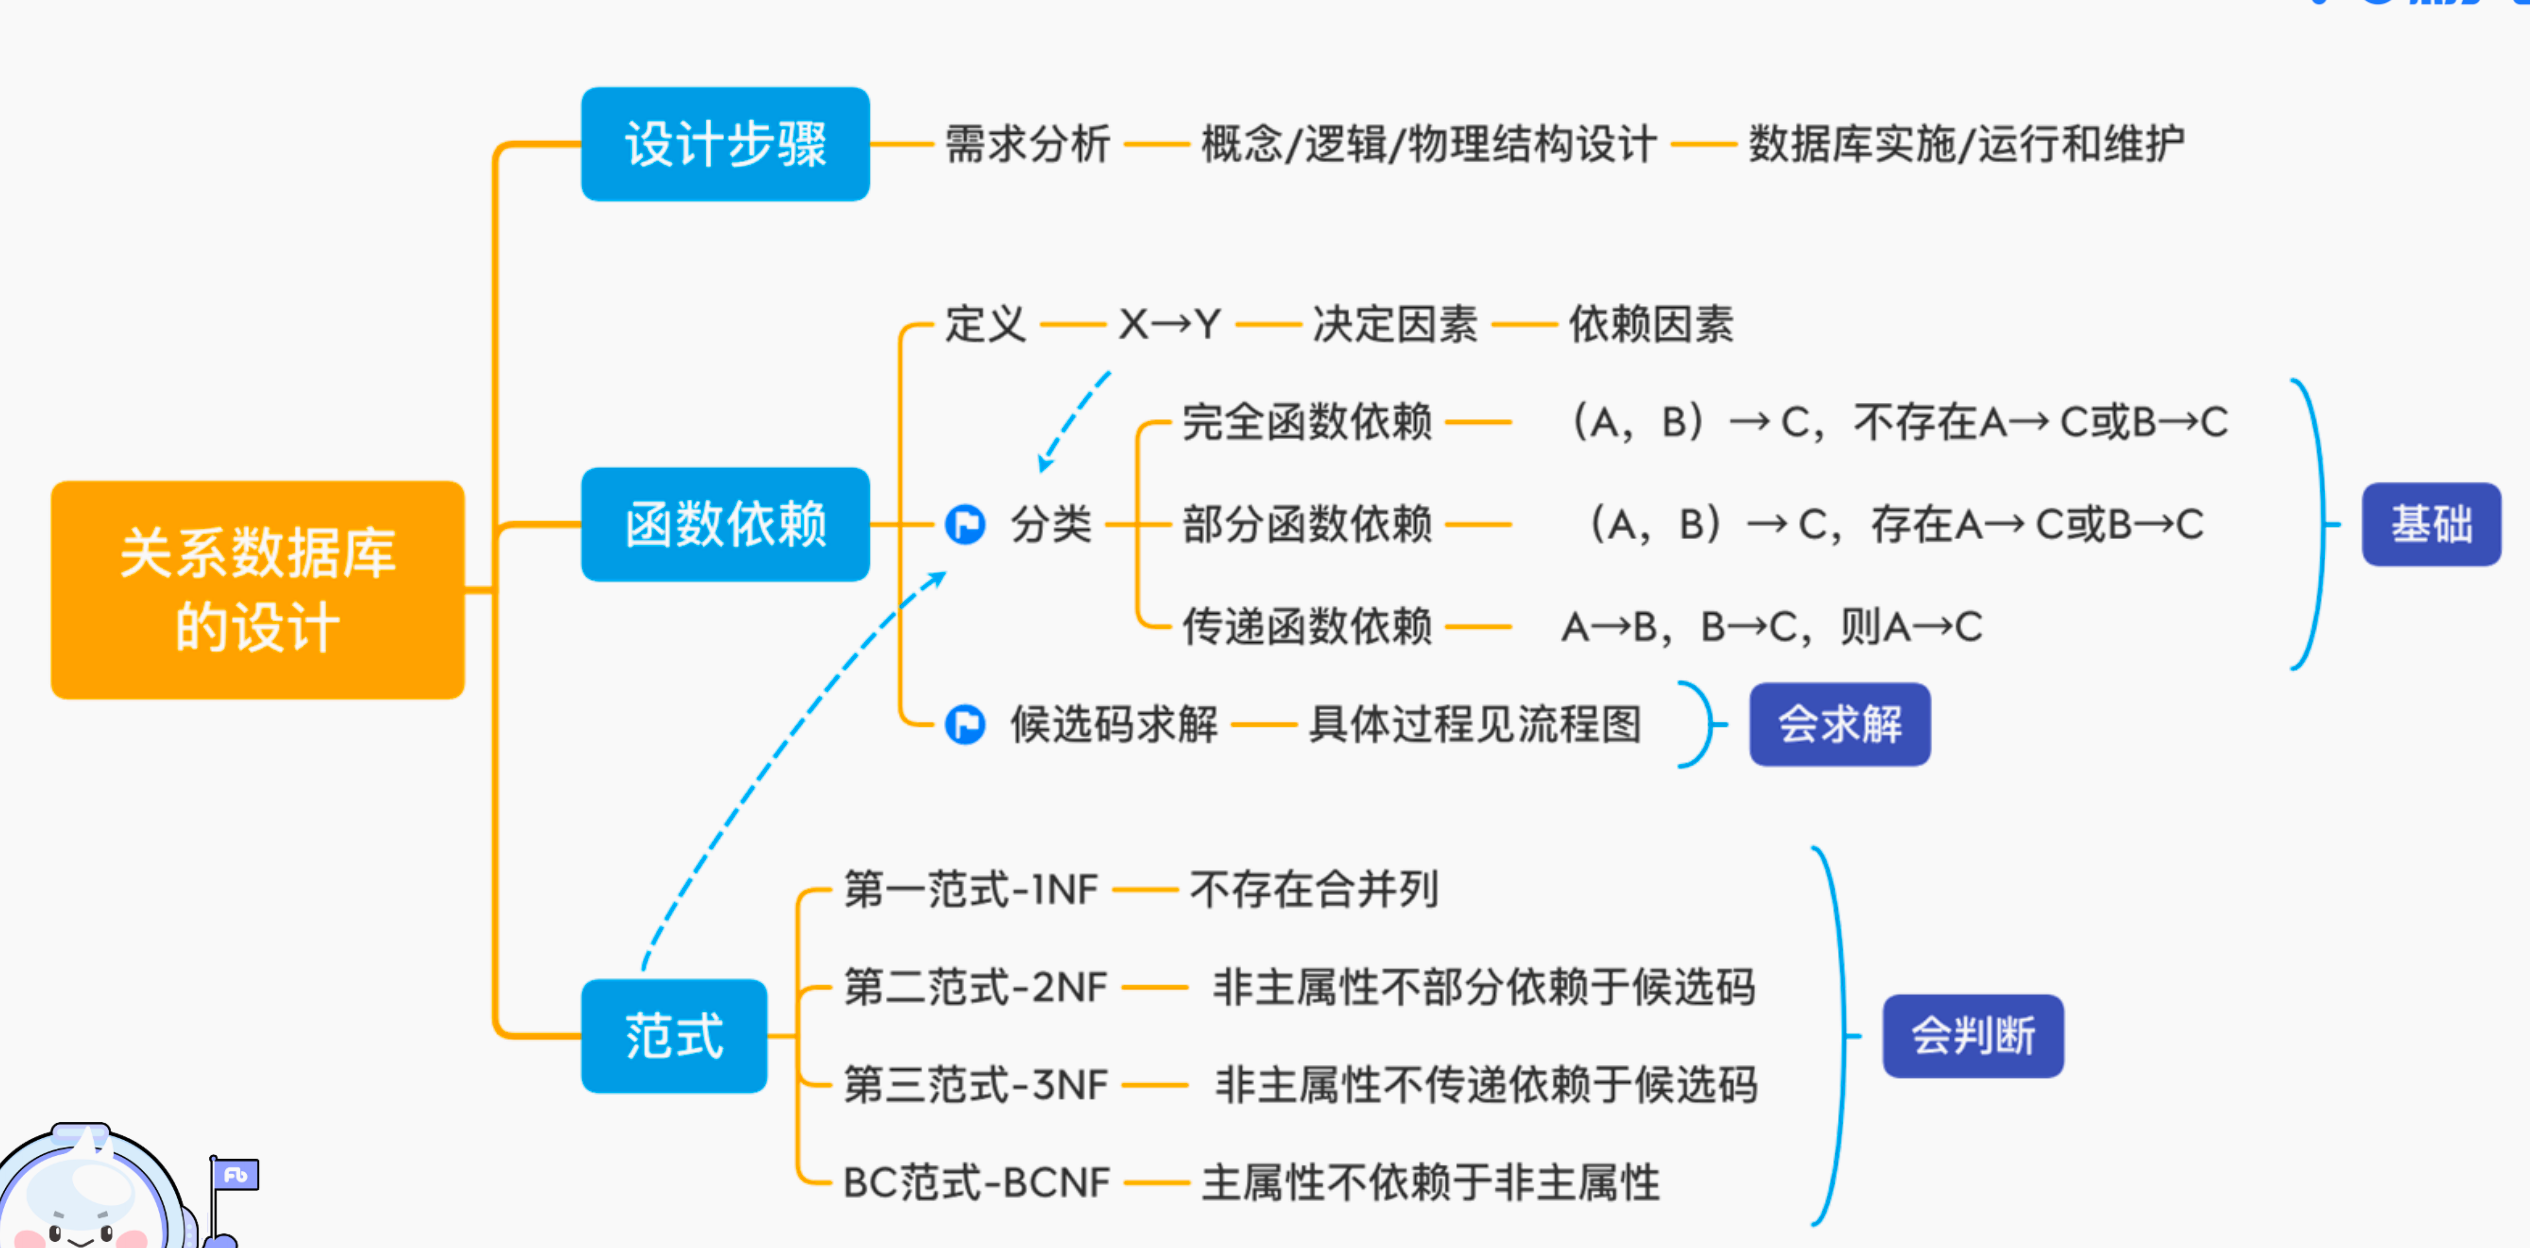 设计步骤 需求分析 概念/逻辑/物理结构设计 数据库实施/运行和维护
定义 X→Y 决定因素 依赖因素
完全函数依赖 （A，B）→ C，不存在A→ C或B→C
关系数据库
的设计
函数依赖 分类 部分函数依赖 （A，B）→ C，存在A→ C或B→C 基础
传递函数依赖 A→B，B→C，则A→C
候选码求解 具体过程见流程图 会求解
第一范式-1NF 不存在合并列
第二范式-2NF 非主属性不部分依赖于候选码
范式 会判断
第三范式-3NF 非主属性不传递依赖于候选码
BC范式-BCNF 主属性不依赖于非主属性
Fb